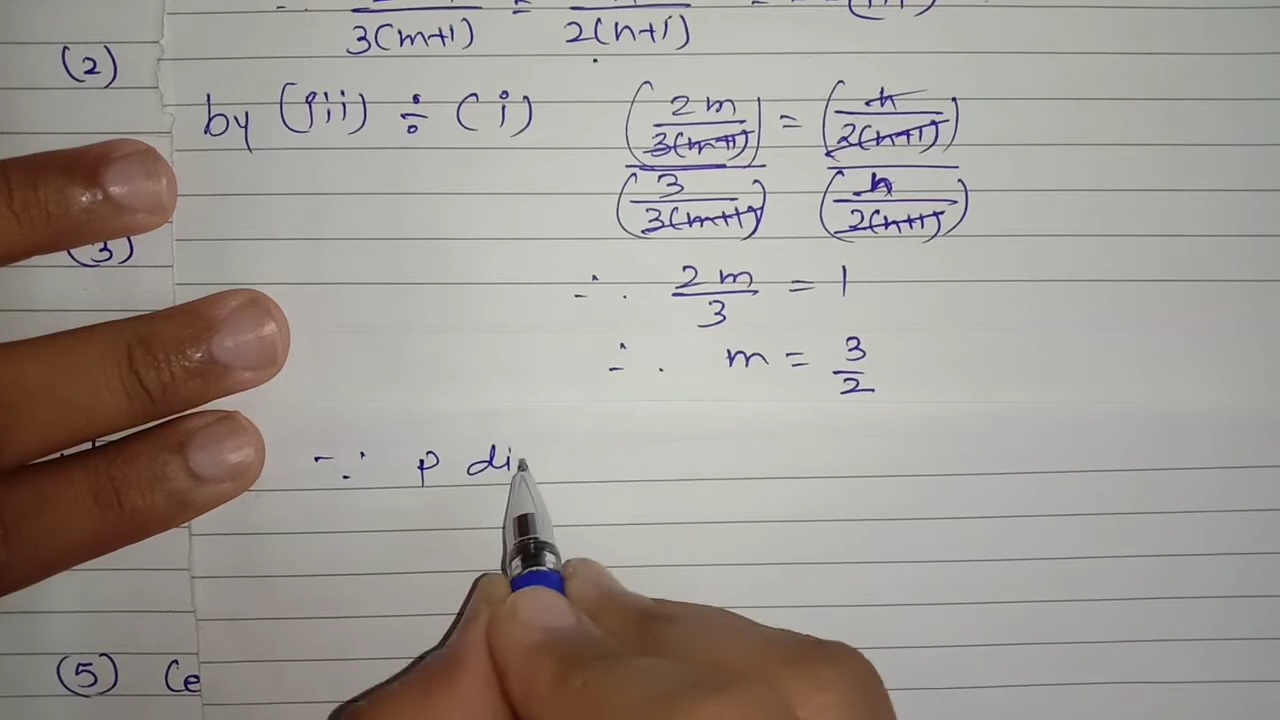 3(m+1) = 2(n+1)
(2)
by (iii) ÷ (i) (2m/3(m+1)) / (3/3(m+1)) = (n/2(n+1)) / (n/2(n+1))
(3)
∴ 2m/3 = 1
∴ m = 3/2
∵ P di
(5) Ce